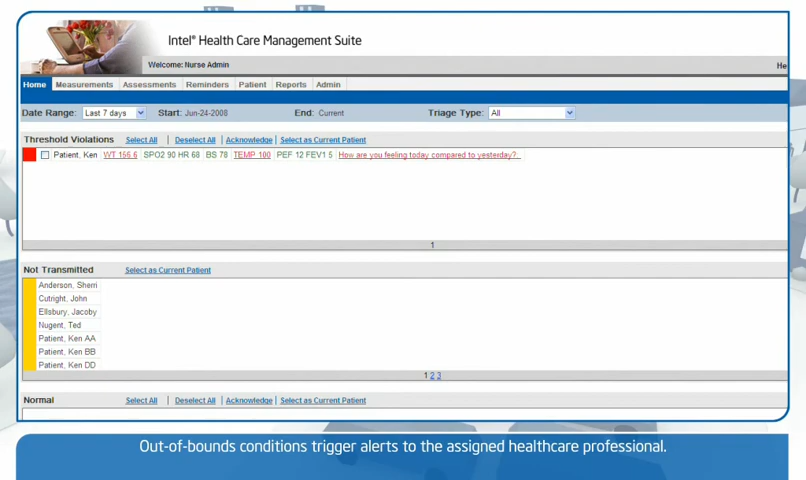 Intel® Health Care Management Suite
Welcome: Nurse Admin
He
Home Measurements Assessments Reminders Patient Reports Admin
Date Range: Last 7 days Start: Jun-24-2008 End: Current Triage Type: All
Threshold Violations Select All | Deselect All | Acknowledge | Select as Current Patient
Patient, Ken WT 156.6 SPO2 90 HR 68 BS 78 TEMP 100 PEF 12 FEV1 5 How are you feeling today compared to yesterday?..
1
Not Transmitted Select as Current Patient
Anderson, Sherri
Cutright, John
Ellsbury, Jacoby
Nugent, Ted
Patient, Ken AA
Patient, Ken BB
Patient, Ken DD
1 2 3
Normal Select All | Deselect All | Acknowledge | Select as Current Patient
Out-of-bounds conditions trigger alerts to the assigned healthcare professional.